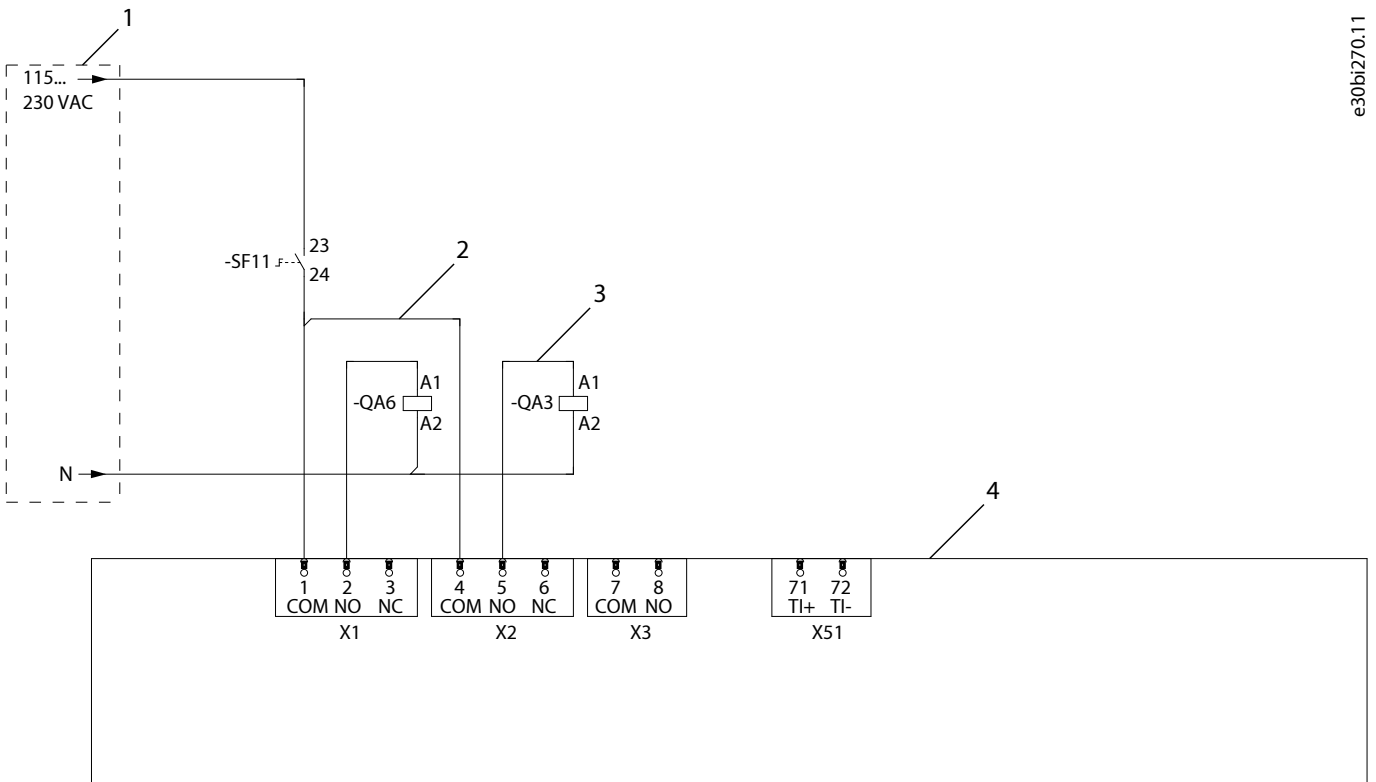 1
e30bi270.11
115...
230 VAC
23
-SF11
24
2
3
A1
-QA6
A2
A1
-QA3
A2
N
4
1 2 3 4 5 6 7 8 71 72
COM NO NC COM NO NC COM NO TI+ TI-
X1 X2 X3 X51